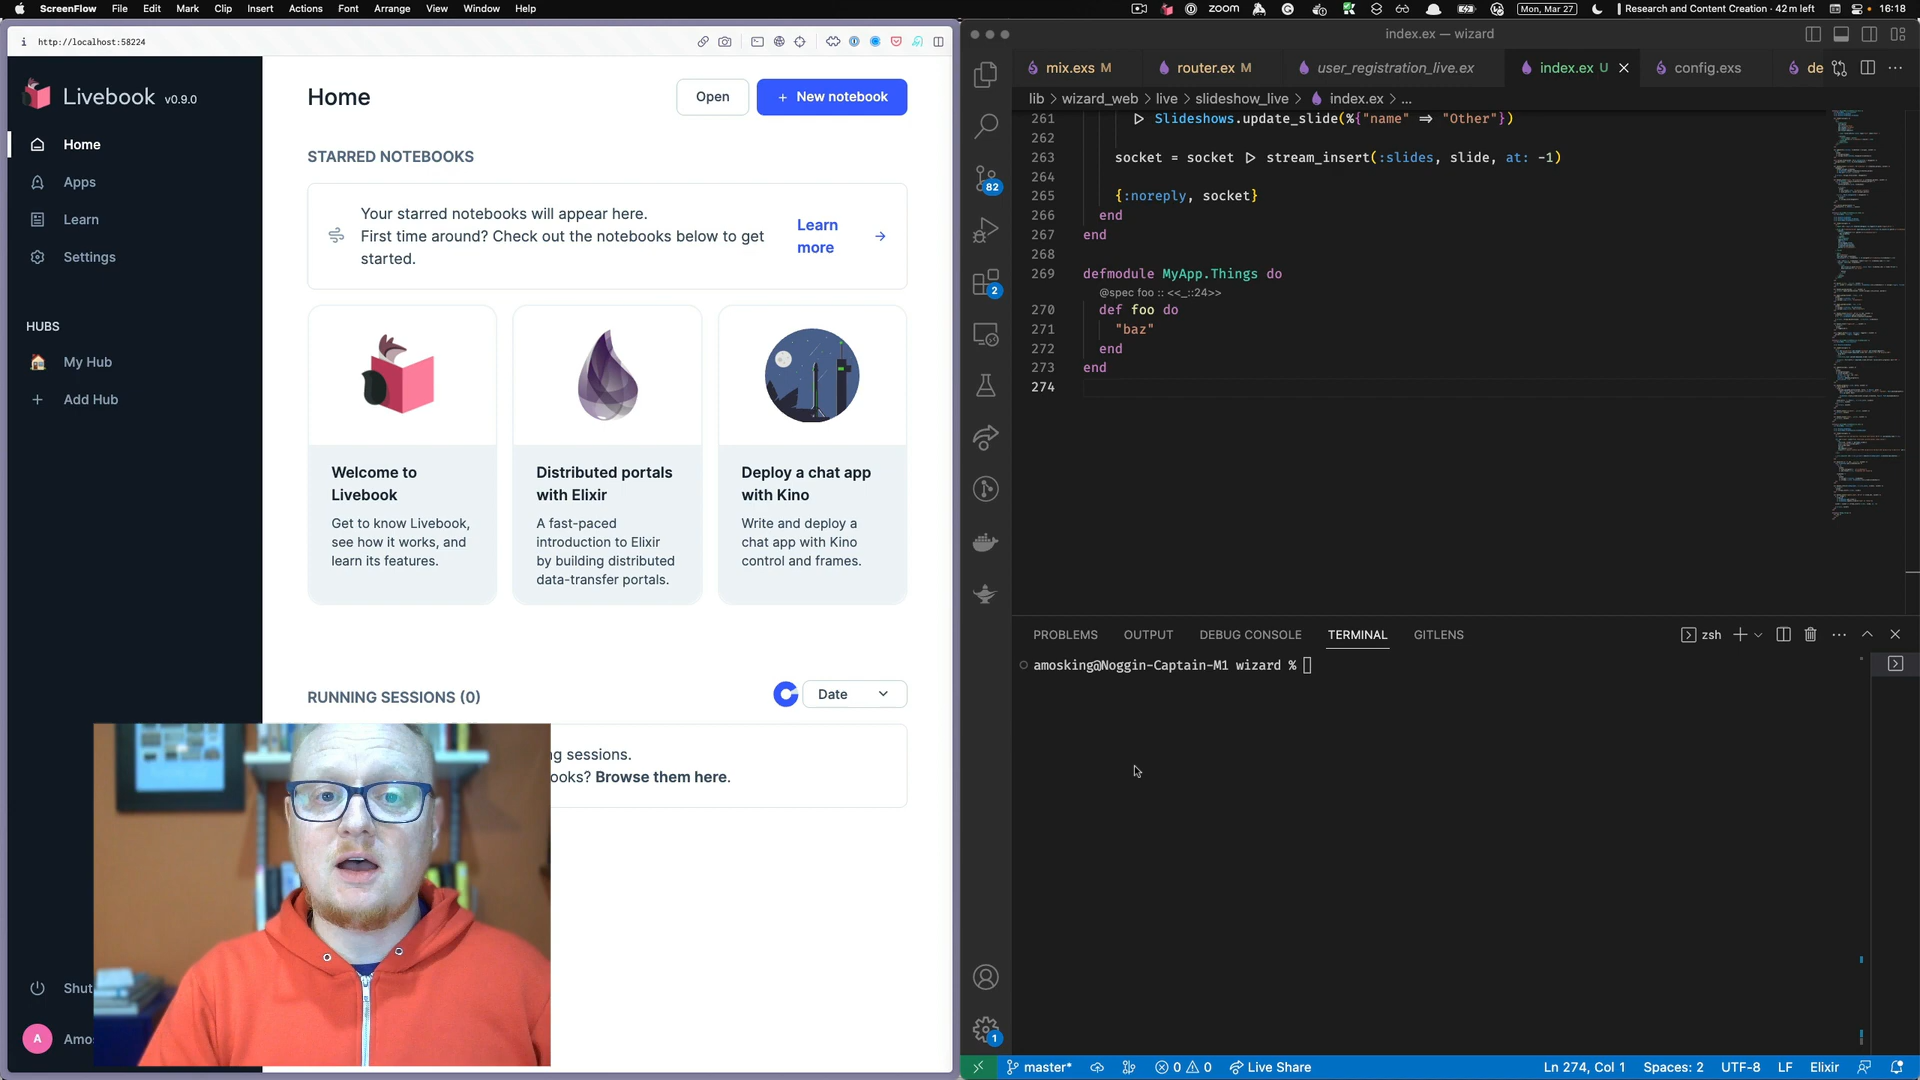 ScreenFlow File Edit Mark Clip Insert Actions Font Arrange View Window Help
zoom Mon, Mar 27 Research and Content Creation · 42 m left 16:18
http://localhost:58224
Livebook v0.9.0
Home
Apps
Learn
Settings
HUBS
My Hub
+ Add Hub
Shut
A Amos
Home
Open
+ New notebook
STARRED NOTEBOOKS
Your starred notebooks will appear here.
First time around? Check out the notebooks below to get
started.
Learn
more →
Welcome to
Livebook
Get to know Livebook,
see how it works, and
learn its features.
Distributed portals
with Elixir
A fast-paced
introduction to Elixir
by building distributed
data-transfer portals.
Deploy a chat app
with Kino
Write and deploy a
chat app with Kino
control and frames.
RUNNING SESSIONS (0)
Date
ng sessions.
ooks? Browse them here.
index.ex — wizard
mix.exs M
router.ex M
user_registration_live.ex
index.ex U
config.exs
de
lib > wizard_web > live > slideshow_live > index.ex > ...
82
2
1
261 |> Slideshows.update_slide(%{"name" => "Other"})
262
263 socket = socket |> stream_insert(:slides, slide, at: -1)
264
265 {:noreply, socket}
266 end
267 end
268
269 defmodule MyApp.Things do
@spec foo :: <<_::24>>
270 def foo do
271 "baz"
272 end
273 end
274
PROBLEMS OUTPUT DEBUG CONSOLE TERMINAL GITLENS
zsh
amosking@Noggin-Captain-M1 wizard %
master* 0 0 Live Share
Ln 274, Col 1 Spaces: 2 UTF-8 LF Elixir